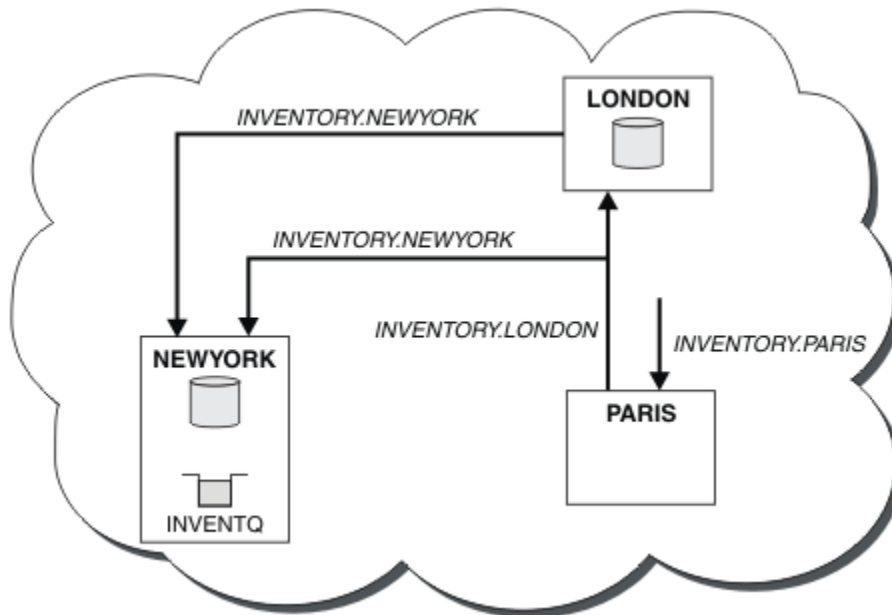 LONDON
INVENTORY.NEWYORK
INVENTORY.NEWYORK
INVENTORY.LONDON
INVENTORY.PARIS
NEWYORK
PARIS
INVENTQ